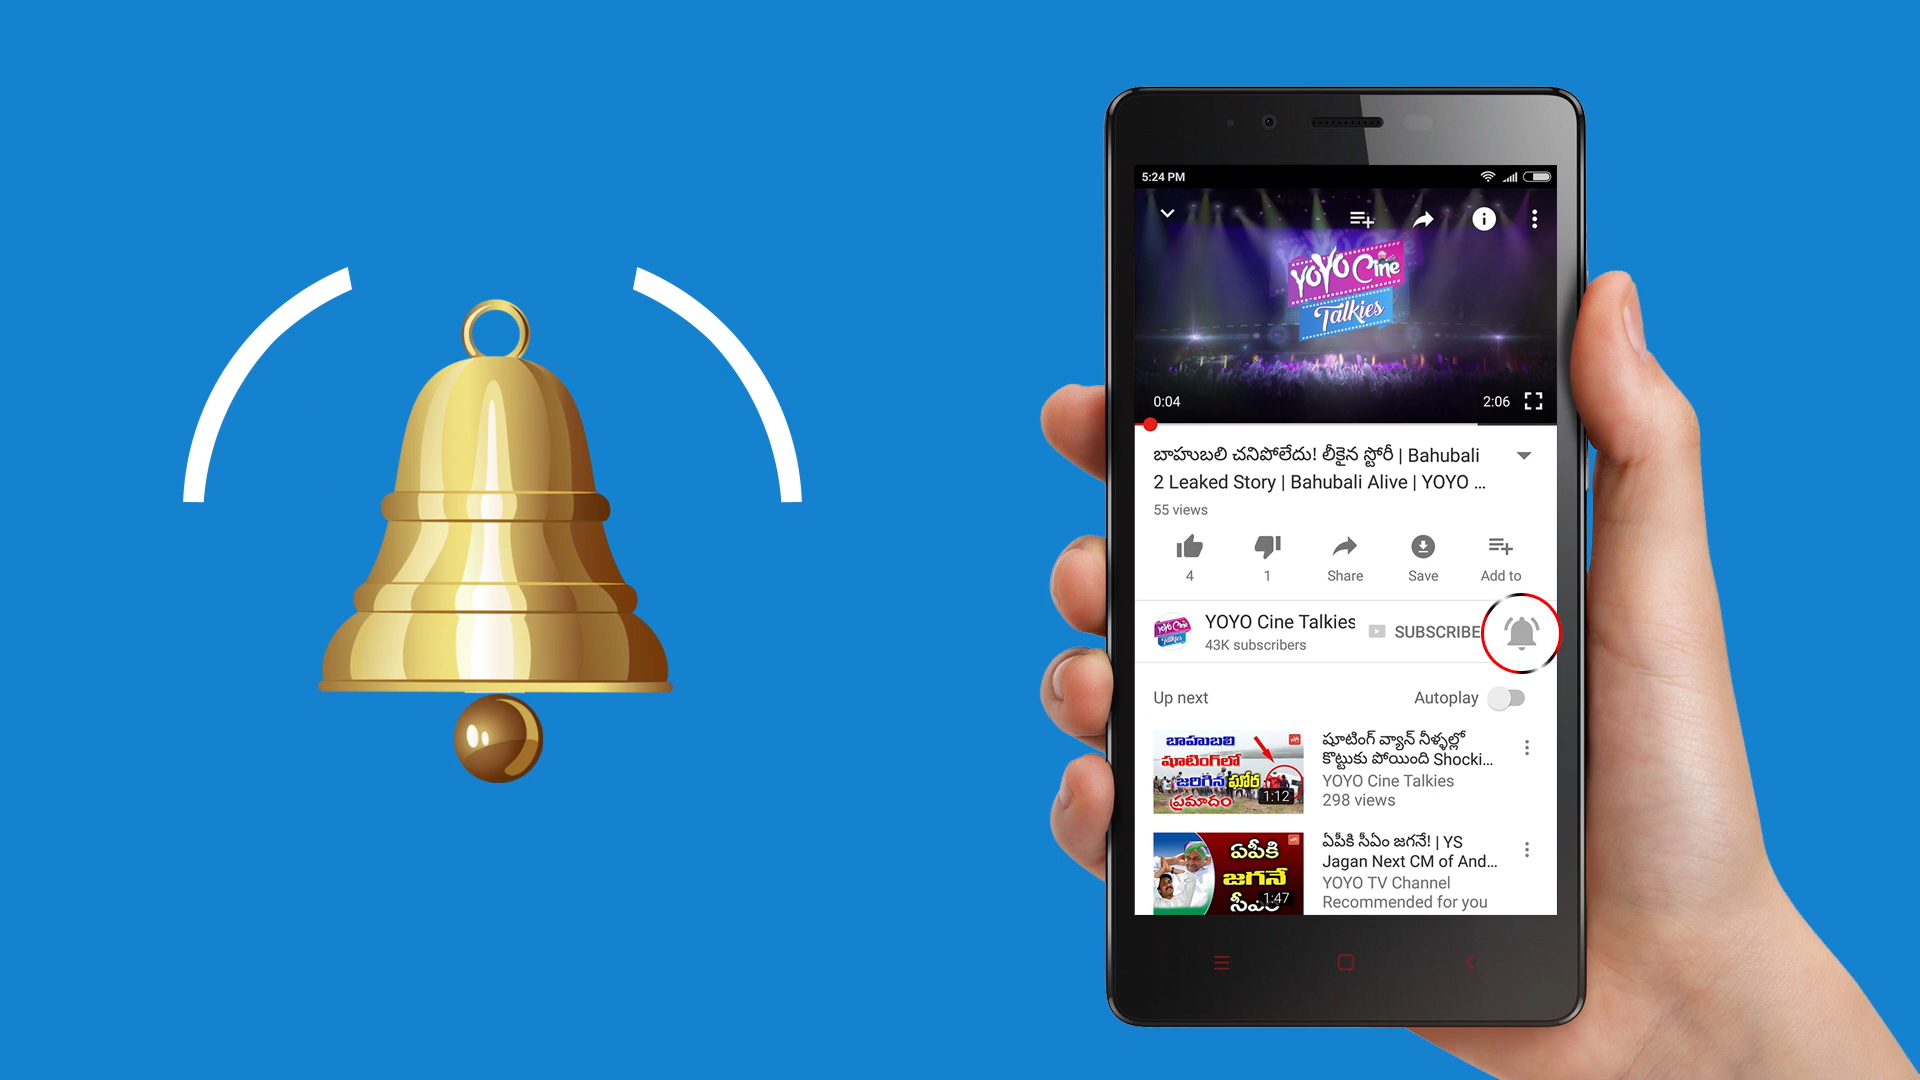 5:24 PM
YOYO Cine
Talkies
0:04
2:06
బాహుబలి చనిపోలేదు! లీకైన స్టోరీ | Bahubali
2 Leaked Story | Bahubali Alive | YOYO ...
55 views
4
1
Share
Save
Add to
YOYO Cine Talkies
43K subscribers
SUBSCRIBE
Up next
Autoplay
బాహుబలి
షూటింగ్‌లో
జరిగిన ఘోర
ప్రమాదం
1:12
షూటింగ్ వ్యాన్ నీళ్ళల్లో
కొట్టుకు పోయింది Shocki...
YOYO Cine Talkies
298 views
ఏపీకి
జగనే
1:47
ఏపీకి సీఎం జగనే! | YS
Jagan Next CM of And...
YOYO TV Channel
Recommended for you